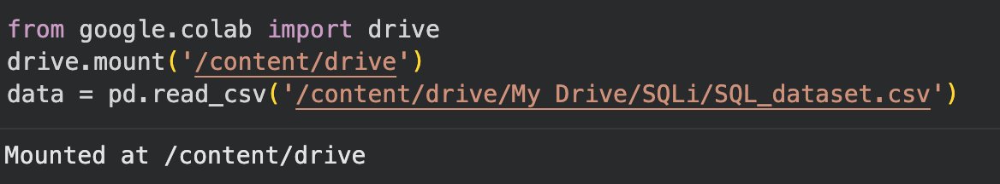 from google.colab import drive
drive.mount('/content/drive')
data = pd.read_csv('/content/drive/My Drive/SQLi/SQL_dataset.csv')
Mounted at /content/drive